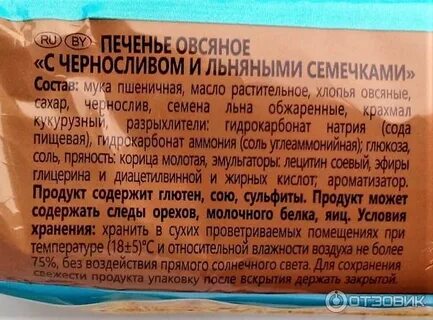 RU BY ПЕЧЕНЬЕ ОВСЯНОЕ
«С ЧЕРНОСЛИВОМ И ЛЬНЯНЫМИ СЕМЕЧКАМИ»
Состав: мука пшеничная, масло растительное, хлопья овсяные,
сахар, чернослив, семена льна обжаренные, крахмал
кукурузный, разрыхлители: гидрокарбонат натрия (сода
пищевая), гидрокарбонат аммония (соль углеаммонийная); глюкоза,
соль, пряность: корица молотая, эмульгаторы: лецитин соевый, эфиры
глицерина и диацетилвинной и жирных кислот; ароматизатор.
Продукт содержит глютен, сою, сульфиты. Продукт может
содержать следы орехов, молочного белка, яиц. Условия
хранения: хранить в сухих проветриваемых помещениях при
температуре (18±5)°С и относительной влажности воздуха не более
75%, без воздействия прямого солнечного света. Для сохранения
свежести продукта упаковку после вскрытия держать закрытой.
ОТЗОВИК